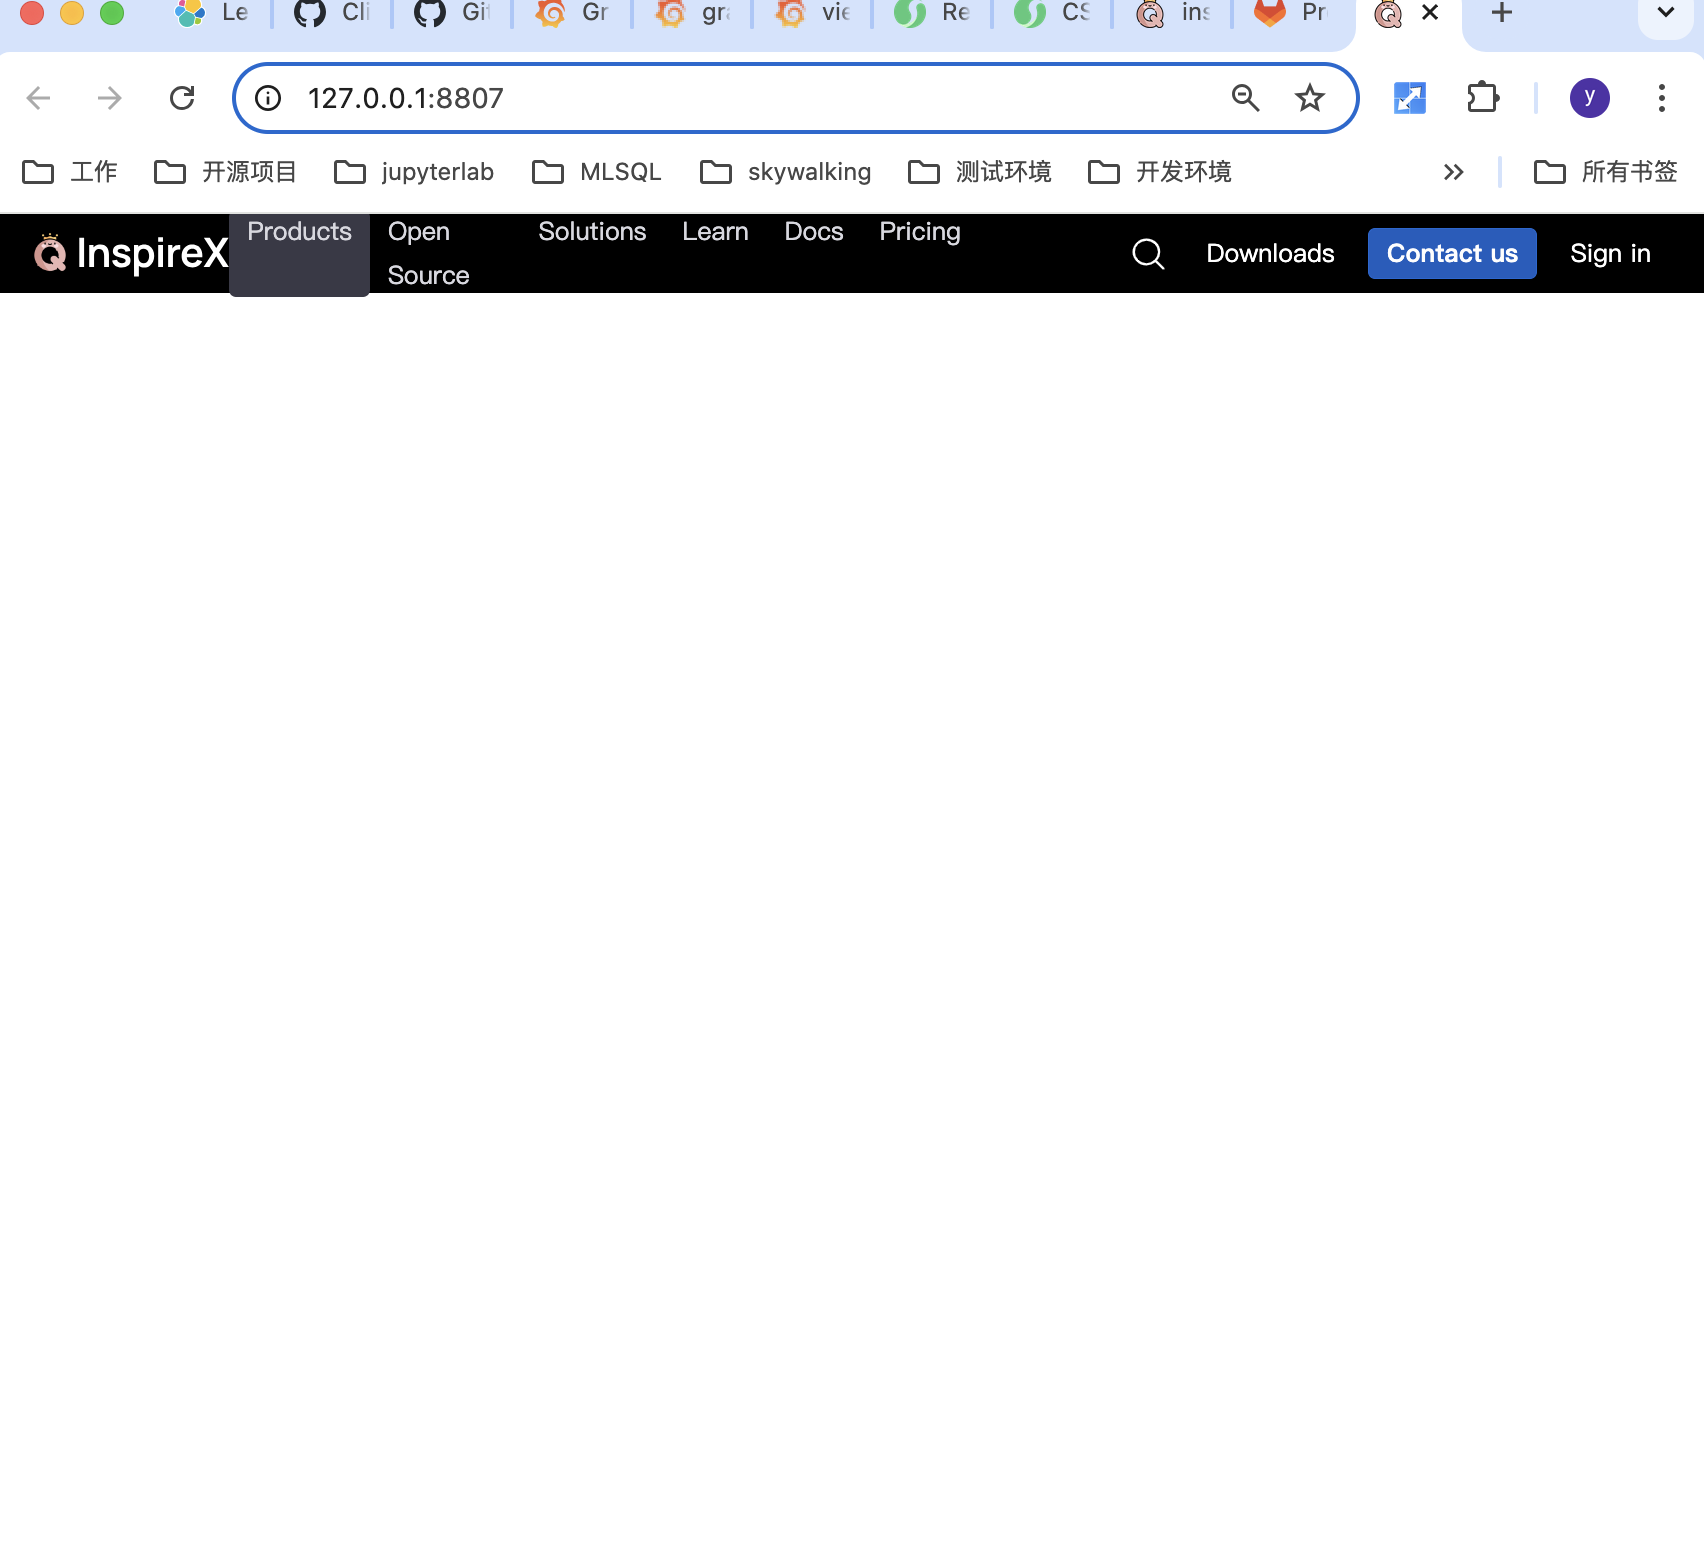 Le
Cli
Git
Gr
gra
vie
Re
CS
ins
Pr
127.0.0.1:8807
y
工作
开源项目
jupyterlab
MLSQL
skywalking
测试环境
开发环境
所有书签
InspireX
Products
Open
Source
Solutions
Learn
Docs
Pricing
Downloads
Contact us
Sign in